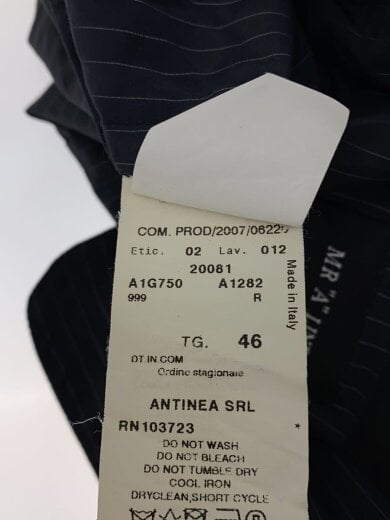 COM. PROD/2007/0622
Etic. 02 Lav. 012
20081
A1G750 A1282
999 R
Made in Italy
TG. 46
DT.IN.COM
Ordine stagionale
ANTINEA SRL
RN103723 *
DO NOT WASH
DO NOT BLEACH
DO NOT TUMBLE DRY
COOL IRON
DRYCLEAN,SHORT CYCLE
MR "A"